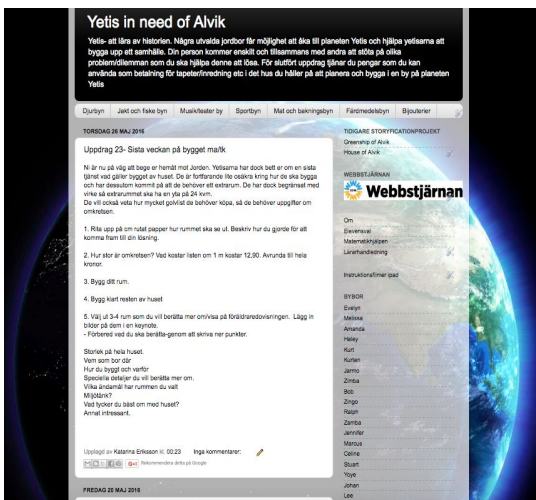 Yetis in need of Alvik
Yetis- att lära av historien. Några utvalda jordbor får möjlighet att åka till planeten Yetis och hjälpa yetisarna att
bygga upp ett samhälle. Din person kommer enskilt och tillsammans med andra att stöta på olika
problem/dilemman som du ska hjälpa denne att lösa. För slutfört uppdrag tjänar du pengar som du kan
använda som betalning för tapeter/inredning etc i det hus du håller på att planera och bygga i en by på planeten
Yetis
Djurbyn Jakt och fiske byn Musik/teater by Sportbyn Mat och bakningsbyn Färdmedelsbyn Bijouterier
TORSDAG 26 MAJ 2016
Uppdrag 23- Sista veckan på bygget ma/tk
Ni är nu på väg att bege er hemåt mot Jorden. Yetisarna har dock bett er om en sista
tjänst vad gäller bygget av huset. De är fortfarande lite osäkra kring hur de ska bygga
och har dessutom kommit på att de behöver ett extrarum. De har dock begränsat med
virke så extrarummet ska ha en yta på 24 kvm.
De vill också veta hur mycket golvlist de behöver köpa, så de behöver uppgifter om
omkretsen.
1. Rita upp på cm rutat papper hur rummet ska se ut. Beskriv hur du gjorde för att
komma fram till din lösning.
2. Hur stor är omkretsen? Vad kostar listen om 1 m kostar 12,90. Avrunda till hela
kronor.
3. Bygg ditt rum.
4. Bygg klart resten av huset
5. Välj ut 3-4 rum som du vill berätta mer om/visa på föräldraredovisningen. Lägg in
bilder på dem i en keynote.
- Förbered vad du ska berätta-genom att skriva ner punkter.
Storlek på hela huset.
Vem som bor där
Hur du byggt och varför
Speciella detaljer du vill berätta mer om.
Vilka ändamål har rummen du valt
Miljötänk?
Vad tycker du bäst om med huset?
Annat intressant.
Upplagd av Katarina Eriksson kl. 00:23 Inga kommentarer:
G+1 Rekommendera detta på Google
FREDAG 20 MAJ 2016
TIDIGARE STORYFICATIONPROJEKT
Greenship of Alvik
House of Alvik
WEBBSTJÄRNAN
Webbstjärnan
Om
Elevensval
Matematikhjälpen
Lärarhandledning
Instruktionsfilmer ipad
BYBOR
Evelyn
Melissa
Amanda
Haley
Kurt
Kurten
Jarmo
Zimba
Bob
Zingo
Ralph
Zamba
Jennifer
Marcus
Celine
Stuart
Yoye
Johan
Lee